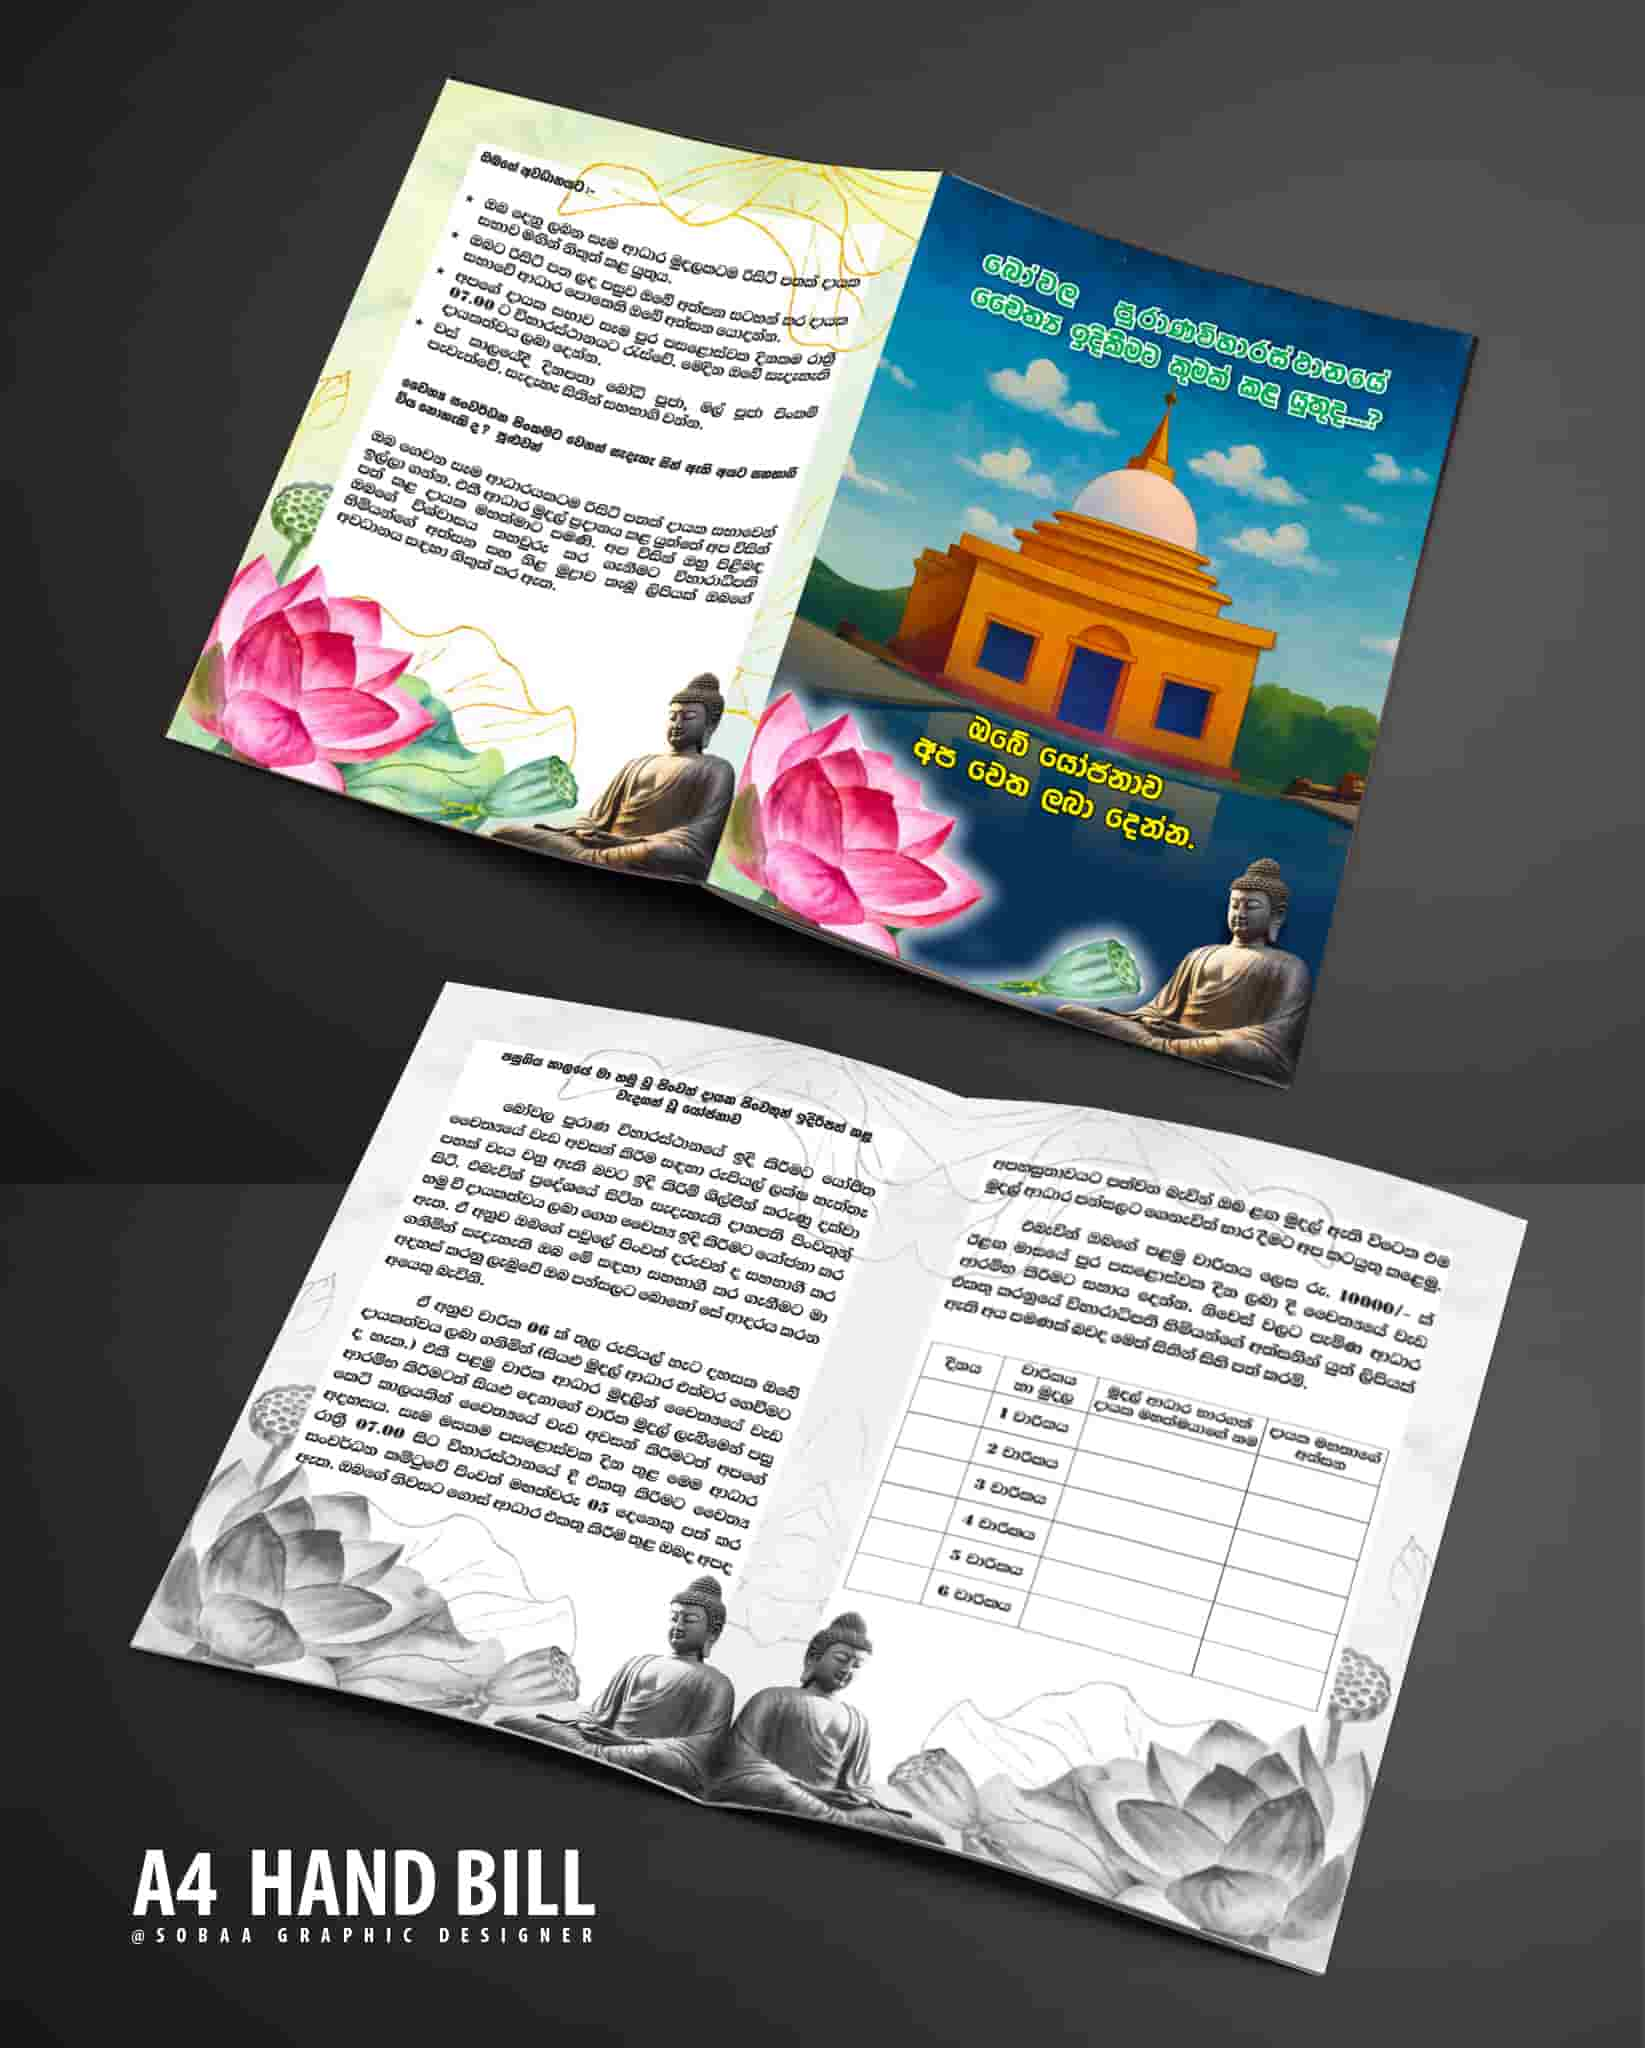 ඔබගේ අවධානයට :-
* ඔබ දෙනු ලබන සෑම ආධාර මුදලකටම රිසිට් පතක් දායක
සභාව මගින් නිකුත් කළ යුතුය.
* ඔබට රිසිට් පත ලද පසුව ඔබේ අත්සන සටහන් කර දායක
සභාවේ ආධාර පොතෙහි ඔබේ අත්සන යොදන්න.
* අපගේ දායක සභාව සෑම පුර පසළොස්වක දිනකම රාත්‍රී
07.00 ට විහාරස්ථානයට රැස්වේ. මෙදින ඔබේ සැදැහැති
දායකත්වය ලබා දෙන්න.
* වස් කාලයේදී දිනපතා බෝධි පූජා, මල් පූජා පිංකම්
පැවැත්වේ. සැදැහැ සිතින් සහභාගි වන්න.
චෛත්‍ය සංවර්ධන පිංකමට වෙනත් සැදැහැ සිත් ඇති අයට සහභාගී
විය නොහැකි ද ? පුළුවන්
ඔබ ගෙවන සෑම ආධාරයකටම රිසිට් පතක් දායක සභාවෙන්
ඉල්ලා ගන්න. එකී ආධාර මුදල් ප්‍රදානය කළ යුත්තේ අප විසින්
පත් කළ දායක මහත්මාට පමණි. අප විසින් ඔහු පිළිබඳ
ඔබගේ විශ්වාසය තහවුරු කර ගැනීමට විහාරාධිපති
හිමියන්ගේ අත්සන සහ නිල මුද්‍රාව තැබූ ලිපියක් ඔබගේ
අවධානය සඳහා නිකුත් කර ඇත.
බෝවල පුරාණවිහාරස්ථානයේ
චෛත්‍ය ඉදිකිමට කුමක් කළ යුතුද.....?
ඔබේ යෝජනාව
අප වෙත ලබා දෙන්න.
පසුගිය කාලයේ මා හමු වූ පිංවත් දායක පිංවතුන් ඉදිරිපත් කළ
වැදගත් වූ යෝජනාව
බෝවල පුරාණ විහාරස්ථානයේ ඉදි කිරීමට යෝජිත
චෛත්‍යයේ වැඩ අවසන් කිරීම සඳහා රුපියල් ලක්ෂ හැත්තෑ
පහක් වැය වනු ඇති බවට ඉදි කිරීම් ශිල්පීන් කරුණු දක්වා
සිටී. එබැවින් ප්‍රදේශයේ සිටින සැදැහැති දානපති පිංවතුන්
හමු වී දායකත්වය ලබා ගෙන චෛත්‍ය ඉදි කිරීමට යෝජනා කර
ඇත. ඒ අනුව ඔබගේ පවුලේ පිංවත් දරුවන් ද සහභාගී කර
ගනිමින් සැදැහැති ඔබ මේ සඳහා සහභාගී කර ගැනීමට මා
අදහස් කරනු ලැබුවේ ඔබ පන්සලට බොහෝ සේ ආදරය කරන
අයෙකු බැවිනි.
ඒ අනුව වාරික 06 ක් තුල රුපියල් හැට දහසක ඔබේ
දායකත්වය ලබා ගනිමින් (සියළු මුදල් ආධාර එක්වර ගෙවීමට
ද හැක.) එකී පළමු වාරික ආධාර මුදලින් චෛත්‍යයේ වැඩ
ආරම්භ කිරීමටත් සියළු දෙනාගේ වාරික මුදල් ලැබීමෙන් පසු
කෙටි කාලයකින් චෛත්‍යයේ වැඩ අවසන් කිරීමටත් අපගේ
අදහසය. සෑම මසකම පසළොස්වක දින තුළ මෙම ආධාර
රාත්‍රී 07.00 සිට විහාරස්ථානයේ දී එකතු කිරීමට චෛත්‍ය
සංවර්ධන කමිටුවේ පිංවත් මහත්වරු 05 දෙනෙකු පත් කර
ඇත. ඔබගේ නිවසට ගොස් ආධාර එකතු කිරීම තුළ ඔබද අපද
අපහසුතාවයට පත්වන බැවින් ඔබ ළඟ මුදල් ඇති විටෙක එම
මුදල් ආධාර පන්සලට ගෙනැවිත් භාර දීමට අප කටයුතු කළෙමු.
එබැවින් ඔබගේ පළමු වාරිකය ලෙස රු. 10000/- ක්
ඊළඟ මාසයේ පුර පසළොස්වක දින ලබා දී චෛත්‍යයේ වැඩ
ආරම්භ කිරීමට සහාය දෙන්න. නිවෙස් වලට පැමිණ ආධාර
එකතු කරනුයේ විහාරාධිපති හිමියන්ගේ අත්සනින් යුත් ලිපියක්
ඇති අය පමණක් බවද මෙත් සිතින් සිහි පත් කරමි.
දිනය
වාරිකය
හා මුදල
මුදල් ආධාර භාරගත්
දායක මහත්මයාගේ නම
දායක මහතාගේ
අත්සන
1 වාරිකය
2 වාරිකය
3 වාරිකය
4 වාරිකය
5 වාරිකය
6 වාරිකය
A4 HAND BILL
@SOBAA GRAPHIC DESIGNER